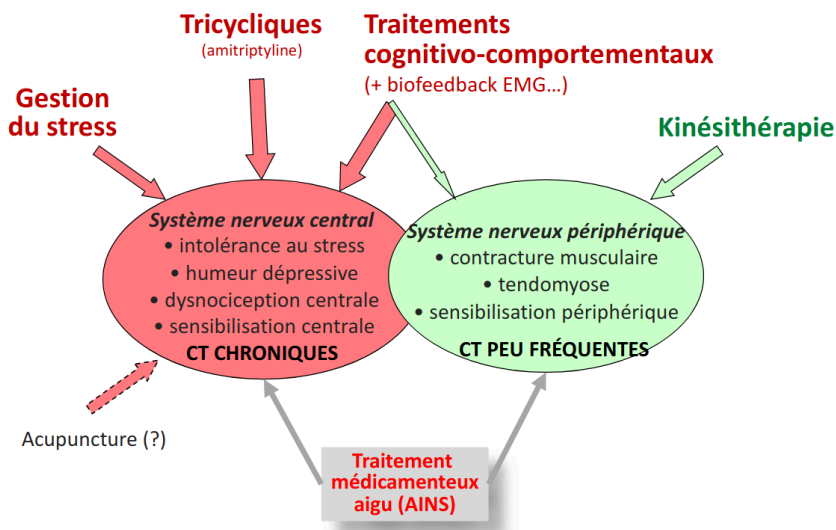 Tricycliques
(amitriptyline)
Traitements
cognitivo-comportementaux
(+ biofeedback EMG...)
Gestion
du stress
Kinésithérapie
Système nerveux central
• intolérance au stress
• humeur dépressive
• dysnociception centrale
• sensibilisation centrale
CT CHRONIQUES
Système nerveux périphérique
• contracture musculaire
• tendomyose
• sensibilisation périphérique
CT PEU FRÉQUENTES
Acupuncture (?)
Traitement
médicamenteux
aigu (AINS)